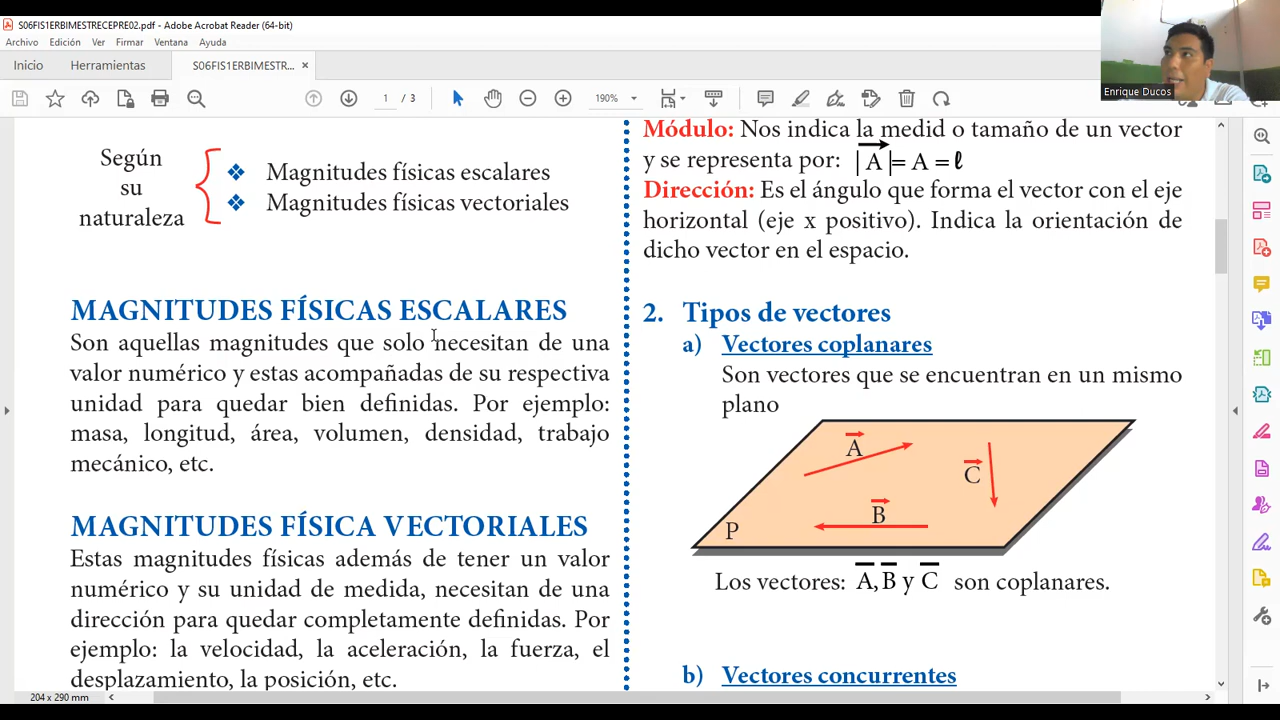 S06FIS1ERBIMESTRECEPRE02.pdf - Adobe Acrobat Reader (64-bit)
Archivo Edición Ver Firmar Ventana Ayuda
Inicio Herramientas S06FIS1ERBIMESTR... ×
1 / 3 190%
Enrique Ducos
Según
su
naturaleza
Magnitudes físicas escalares
Magnitudes físicas vectoriales
MAGNITUDES FÍSICAS ESCALARES
Son aquellas magnitudes que solo necesitan de una
valor numérico y estas acompañadas de su respectiva
unidad para quedar bien definidas. Por ejemplo:
masa, longitud, área, volumen, densidad, trabajo
mecánico, etc.
MAGNITUDES FÍSICA VECTORIALES
Estas magnitudes físicas además de tener un valor
numérico y su unidad de medida, necesitan de una
dirección para quedar completamente definidas. Por
ejemplo: la velocidad, la aceleración, la fuerza, el
desplazamiento, la posición, etc.
Módulo: Nos indica la medid o tamaño de un vector
y se representa por: |A|= A = ℓ
Dirección: Es el ángulo que forma el vector con el eje
horizontal (eje x positivo). Indica la orientación de
dicho vector en el espacio.
2. Tipos de vectores
a) Vectores coplanares
Son vectores que se encuentran en un mismo
plano
A
C
B
P
Los vectores: A, B y C son coplanares.
b) Vectores concurrentes
204 x 290 mm